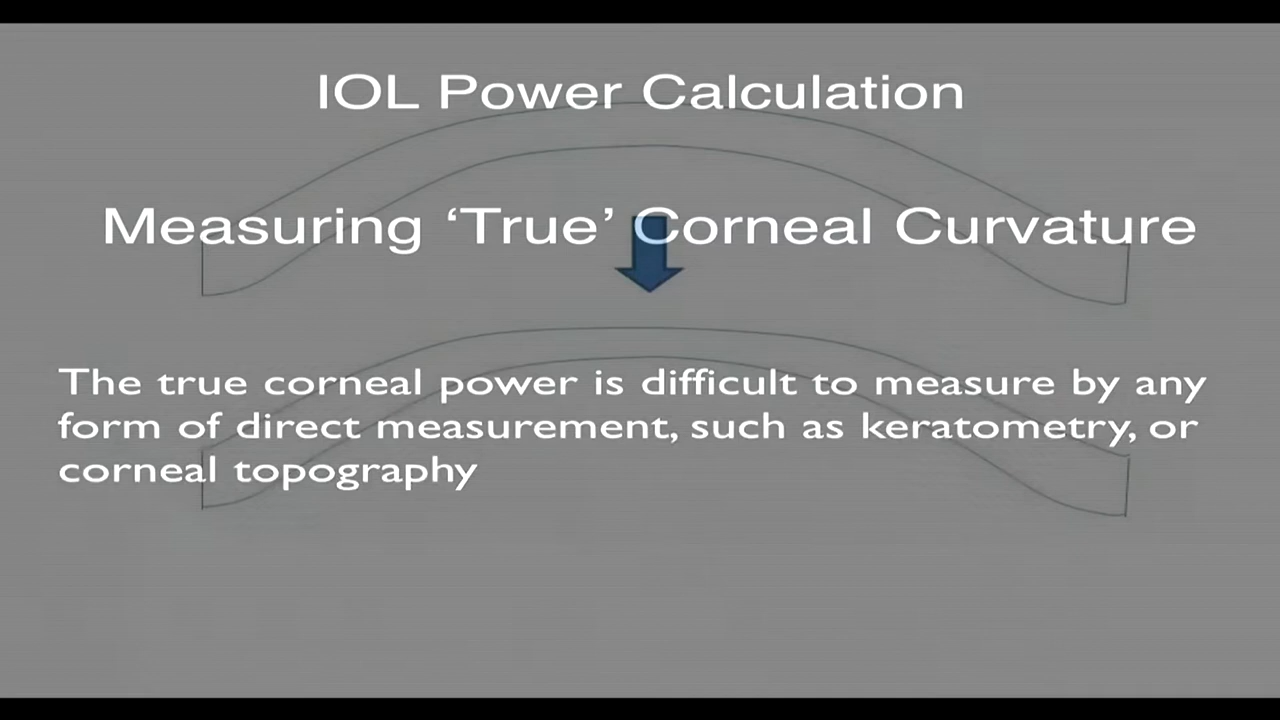 IOL Power Calculation
Measuring ‘True’ Corneal Curvature
The true corneal power is difficult to measure by any
form of direct measurement, such as keratometry, or
corneal topography